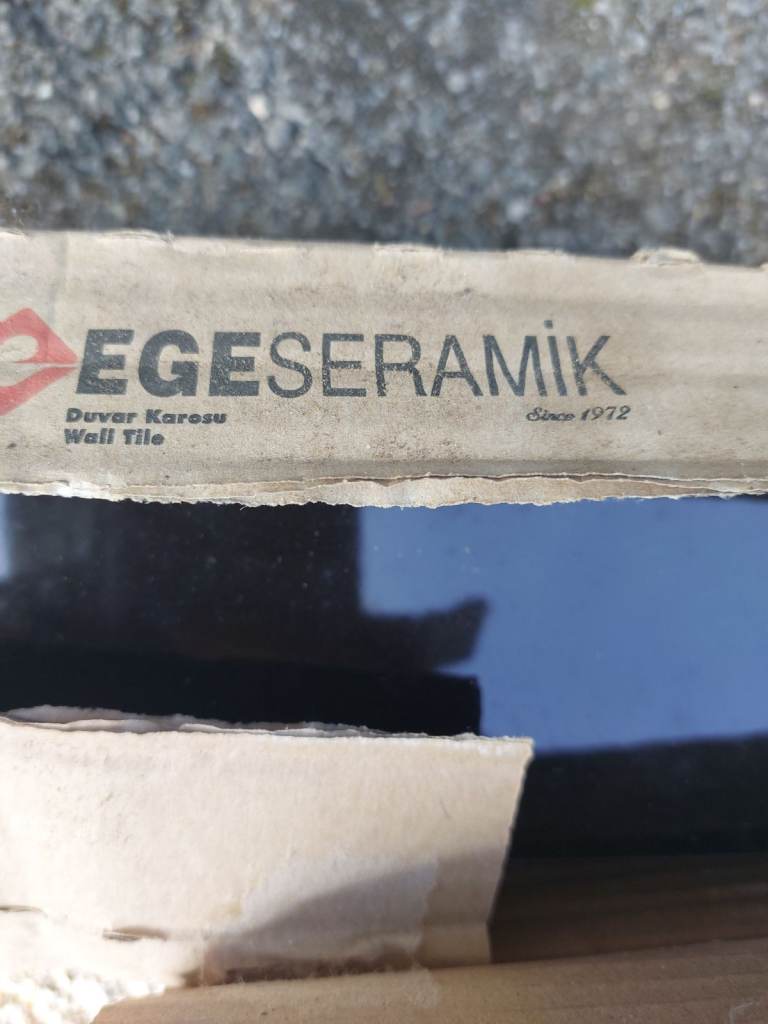 EGESERAMİK
Duvar Karosu
Since 1972
Wall Tile